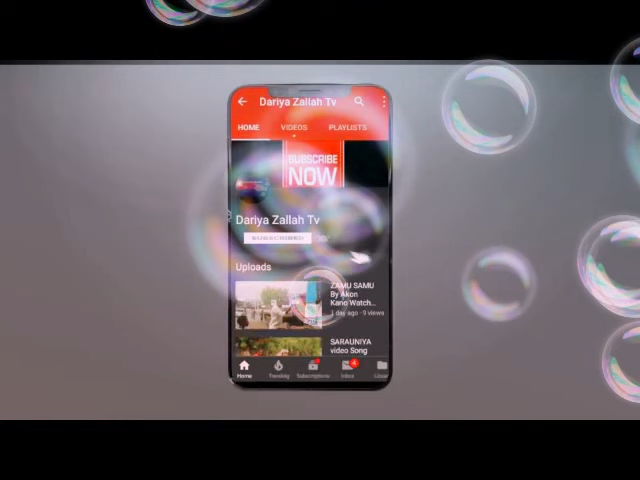 Dariya Zallah Tv
HOME VIDEOS PLAYLISTS
SUBSCRIBE
NOW
Dariya Zallah Tv
SUBSCRIBED
Uploads
ZAMU SAMU
By Akon
Kano Watch...
1 day ago · 9 views
SARAUNIYA
video Song
4
Home Trending Subscriptions Inbox